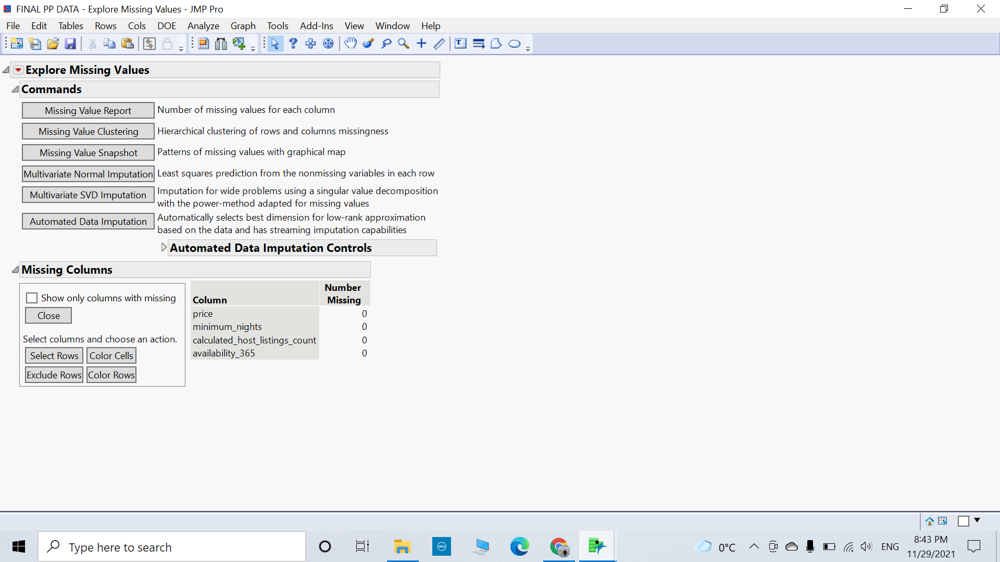 FINAL PP DATA - Explore Missing Values - JMP Pro
File Edit Tables Rows Cols DOE Analyze Graph Tools Add-Ins View Window Help
Explore Missing Values
Commands
Missing Value Report Number of missing values for each column
Missing Value Clustering Hierarchical clustering of rows and columns missingness
Missing Value Snapshot Patterns of missing values with graphical map
Multivariate Normal Imputation Least squares prediction from the nonmissing variables in each row
Multivariate SVD Imputation Imputation for wide problems using a singular value decomposition
with the power-method adapted for missing values
Automated Data Imputation Automatically selects best dimension for low-rank approximation
based on the data and has streaming imputation capabilities
Automated Data Imputation Controls
Missing Columns
Show only columns with missing
Close
Select columns and choose an action.
Select Rows Color Cells
Exclude Rows Color Rows
Column Number Missing
price 0
minimum_nights 0
calculated_host_listings_count 0
availability_365 0
Type here to search
DELL
0°C
ENG
8:43 PM
11/29/2021